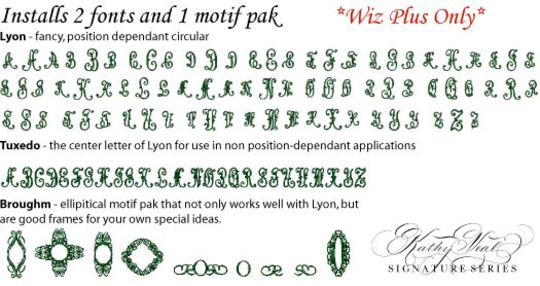 Installs 2 fonts and 1 motif pak
*Wiz Plus Only*
Lyon - fancy, position dependant circular
A A A B B B C C C D D D E E E F F F G G G H H H I I I
J J J K K K L L L M M M N N N O O O P P P Q Q Q R R R
S S S T T T U U U V V V W W W X X X Y Y Y Z Z Z
Tuxedo - the center letter of Lyon for use in non position-dependant applications
ABCDEFGHIJKLMNOPQRSTUVWXYZ
Broughm - ellipitical motif pak that not only works well with Lyon, but
are good frames for your own special ideas.
Kathy Neal
SIGNATURE SERIES